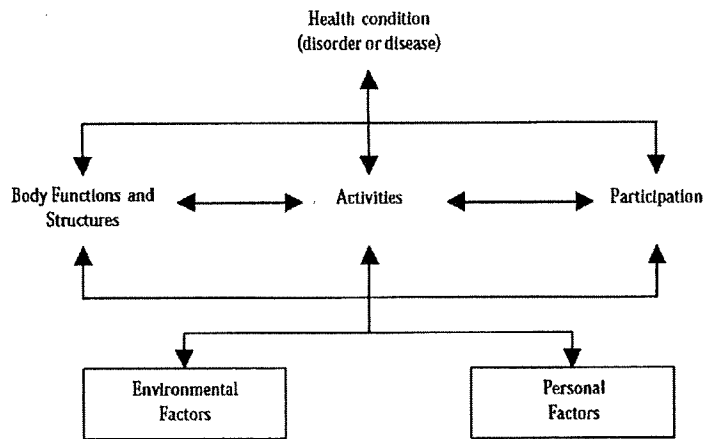 Health condition
(disorder or disease)
Body Functions and
Structures
Activities
Participation
Environmental
Factors
Personal
Factors